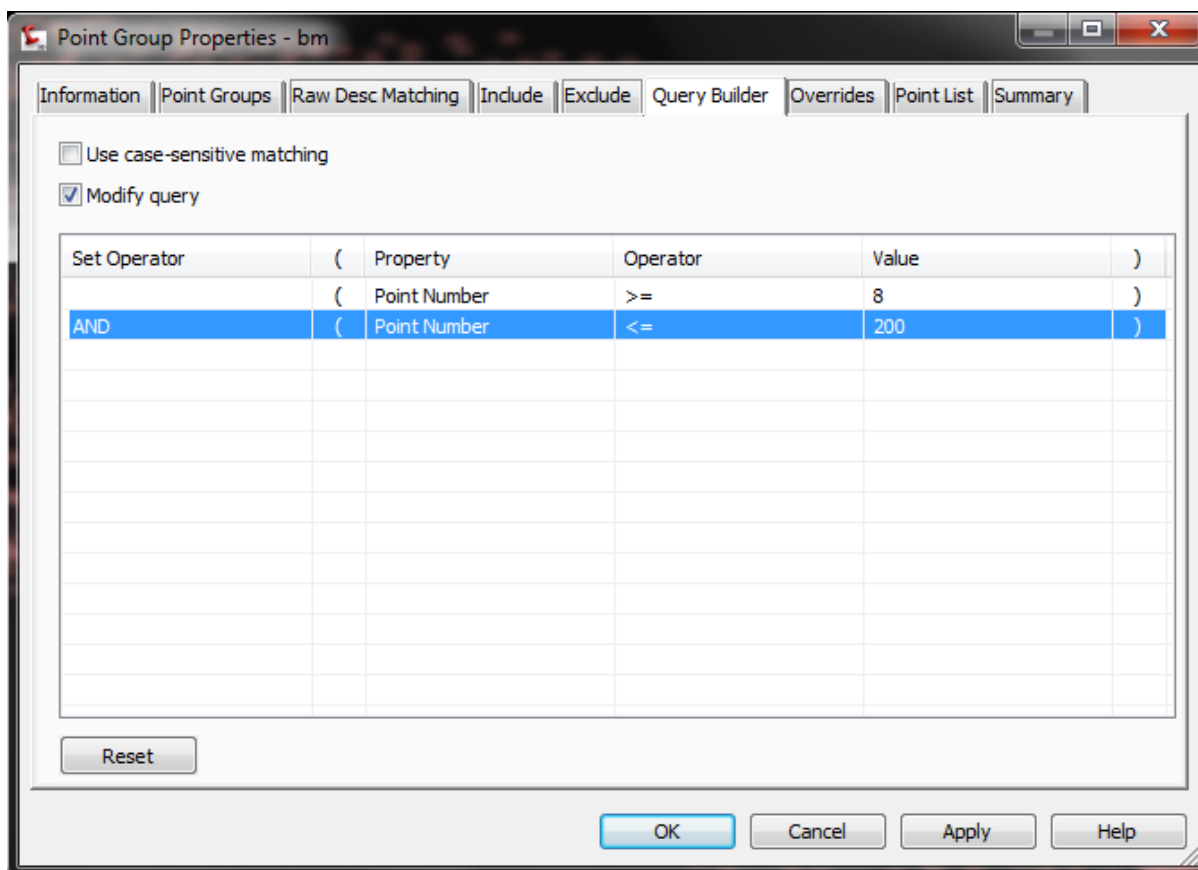 Point Group Properties - bm
Information Point Groups Raw Desc Matching Include Exclude Query Builder Overrides Point List Summary
Use case-sensitive matching
Modify query
Set Operator ( Property Operator Value )
( Point Number >= 8 )
AND ( Point Number <= 200 )
Reset
OK Cancel Apply Help